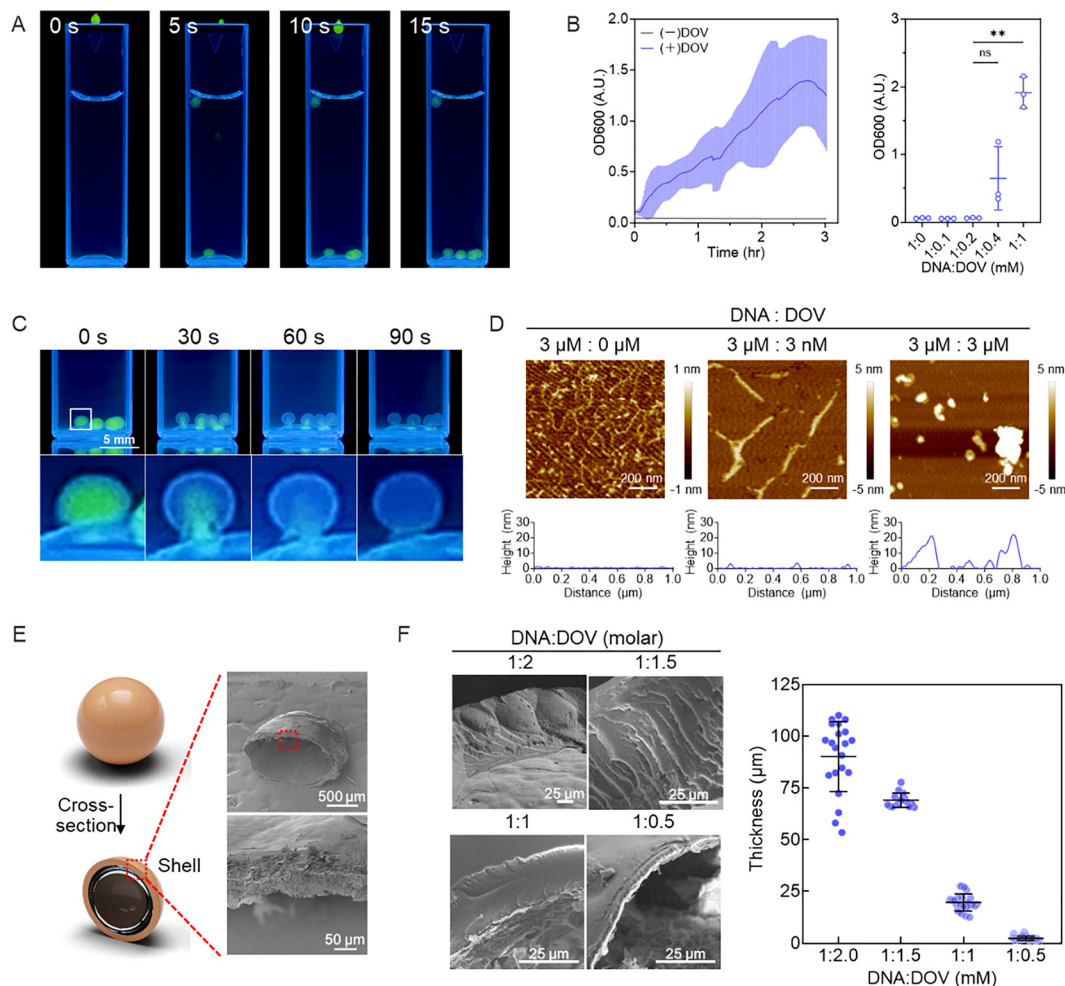 A
0 s
5 s
10 s
15 s
B
(−)DOV
(+)DOV
OD600 (A.U.)
2.0
1.5
1.0
0.5
0.0
0
1
2
3
Time (hr)
**
ns
OD600 (A.U.)
3
2
1
0
1:0
1:0.1
1:0.2
1:0.4
1:1
DNA:DOV (mM)
C
0 s
30 s
60 s
90 s
5 mm
D
DNA : DOV
3 μM : 0 μM
3 μM : 3 nM
3 μM : 3 μM
1 nm
-1 nm
200 nm
5 nm
-5 nm
200 nm
5 nm
-5 nm
200 nm
Height (nm)
30
20
10
0
0.0 0.2 0.4 0.6 0.8 1.0
Distance (μm)
Height (nm)
30
20
10
0
0.0 0.2 0.4 0.6 0.8 1.0
Distance (μm)
Height (nm)
30
20
10
0
0.0 0.2 0.4 0.6 0.8 1.0
Distance (μm)
E
Cross-
section
Shell
500 μm
50 μm
F
DNA:DOV (molar)
1:2
1:1.5
25 μm
25 μm
1:1
1:0.5
25 μm
25 μm
Thickness (μm)
125
100
75
50
25
0
1:2.0
1:1.5
1:1
1:0.5
DNA:DOV (mM)